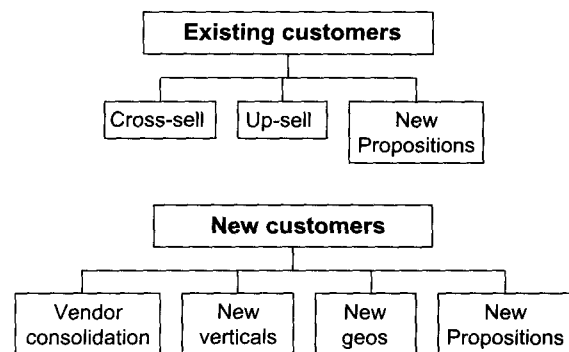 Existing customers
Cross-sell
Up-sell
New
Propositions
New customers
Vendor
consolidation
New
verticals
New
geos
New
Propositions